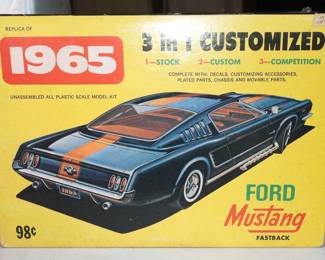 REPLICA OF
1965
3 in 1 CUSTOMIZED
1—STOCK 2—CUSTOM 3—COMPETITION
COMPLETE WITH: DECALS, CUSTOMIZING ACCESSORIES,
PLATED PARTS, CHASSIS AND MOVABLE PARTS.
UNASSEMBLED ALL PLASTIC SCALE MODEL KIT
FORD
Mustang
FASTBACK
98¢